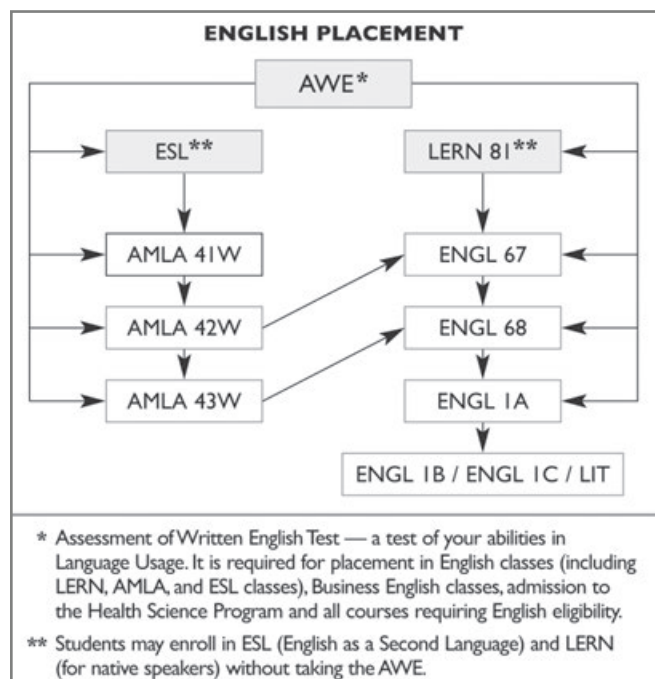 ENGLISH PLACEMENT
AWE*
ESL** LERN 81**
AMLA 41W ENGL 67
AMLA 42W ENGL 68
AMLA 43W ENGL 1A
ENGL 1B / ENGL 1C / LIT
* Assessment of Written English Test — a test of your abilities in
Language Usage. It is required for placement in English classes (including
LERN, AMLA, and ESL classes), Business English classes, admission to
the Health Science Program and all courses requiring English eligibility.
** Students may enroll in ESL (English as a Second Language) and LERN
(for native speakers) without taking the AWE.